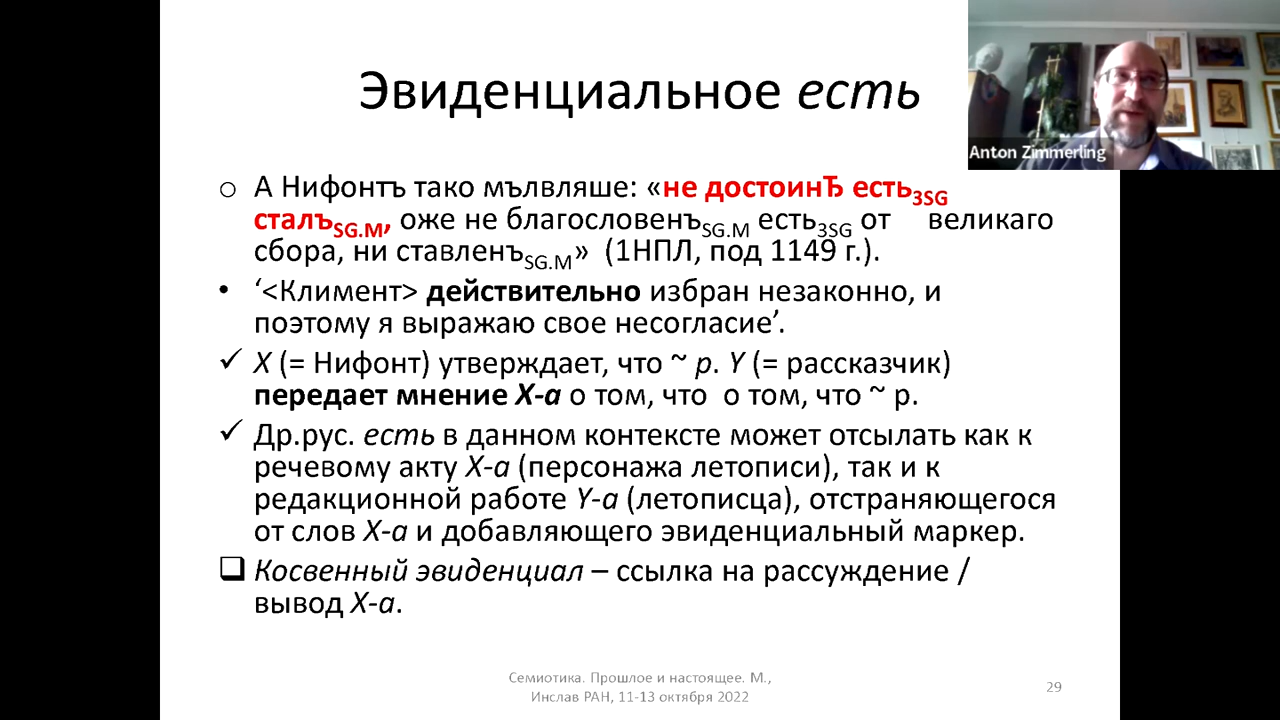 Эвиденциальное есть
Anton Zimmerling
o А Нифонтъ тако мълвляше: «не достоинЂ есть3SG
сталъSG.M, оже не благословенъSG.M есть3SG от великаго
сбора, ни ставленъSG.M» (1НПЛ, под 1149 г.).
• ‘<Климент> действительно избран незаконно, и
поэтому я выражаю свое несогласие’.
✓ X (= Нифонт) утверждает, что ~ p. Y (= рассказчик)
передает мнение X-а о том, что о том, что ~ p.
✓ Др.рус. есть в данном контексте может отсылать как к
речевому акту X-а (персонажа летописи), так и к
редакционной работе Y-а (летописца), отстраняющегося
от слов X-а и добавляющего эвиденциальный маркер.
❑ Косвенный эвиденциал – ссылка на рассуждение /
вывод X-а.
Семиотика. Прошлое и настоящее. М.,
Инслав РАН, 11-13 октября 2022
29